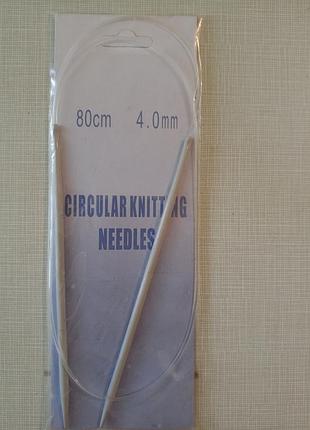 80cm 4.0mm
CIRCULAR KNITTING
NEEDLES